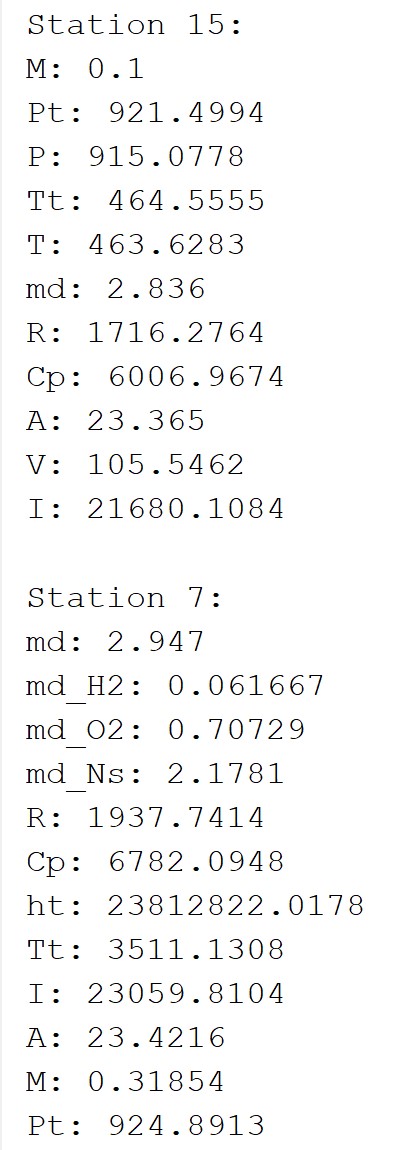 Station 15:
M: 0.1
Pt: 921.4994
P: 915.0778
Tt: 464.5555
T: 463.6283
md: 2.836
R: 1716.2764
Cp: 6006.9674
A: 23.365
V: 105.5462
I: 21680.1084
Station 7:
md: 2.947
md_H2: 0.061667
md_O2: 0.70729
md_Ns: 2.1781
R: 1937.7414
Cp: 6782.0948
ht: 23812822.0178
Tt: 3511.1308
I: 23059.8104
A: 23.4216
M: 0.31854
Pt: 924.8913